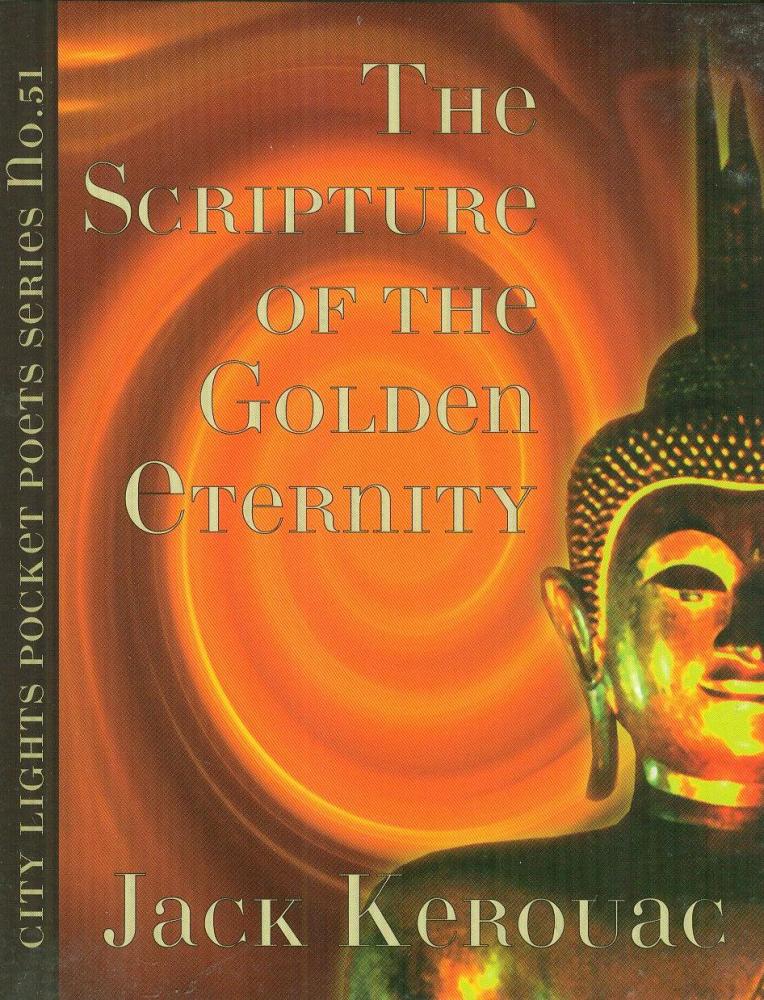 The
Scripture
of the
Golden
Eternity
Jack Kerouac
City Lights Pocket Poets Series No.51